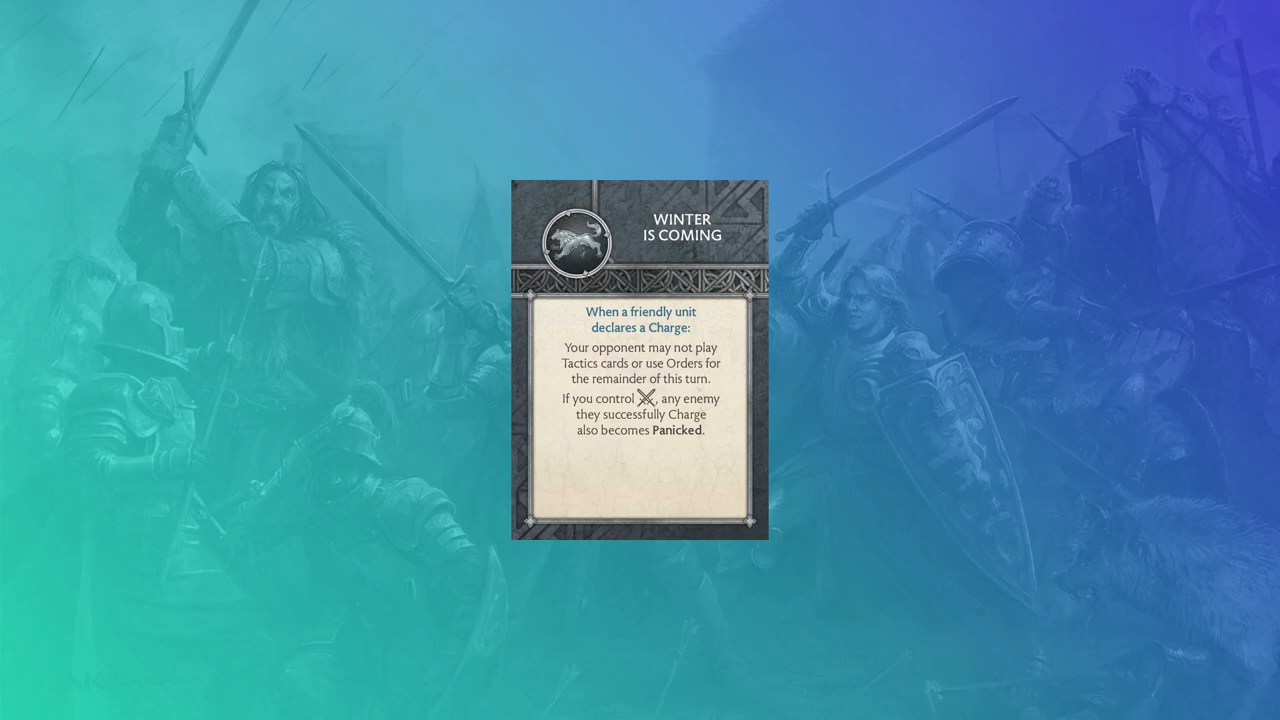 WINTER
IS COMING
When a friendly unit
declares a Charge:
Your opponent may not play
Tactics cards or use Orders for
the remainder of this turn.
If you control , any enemy
they successfully Charge
also becomes Panicked.